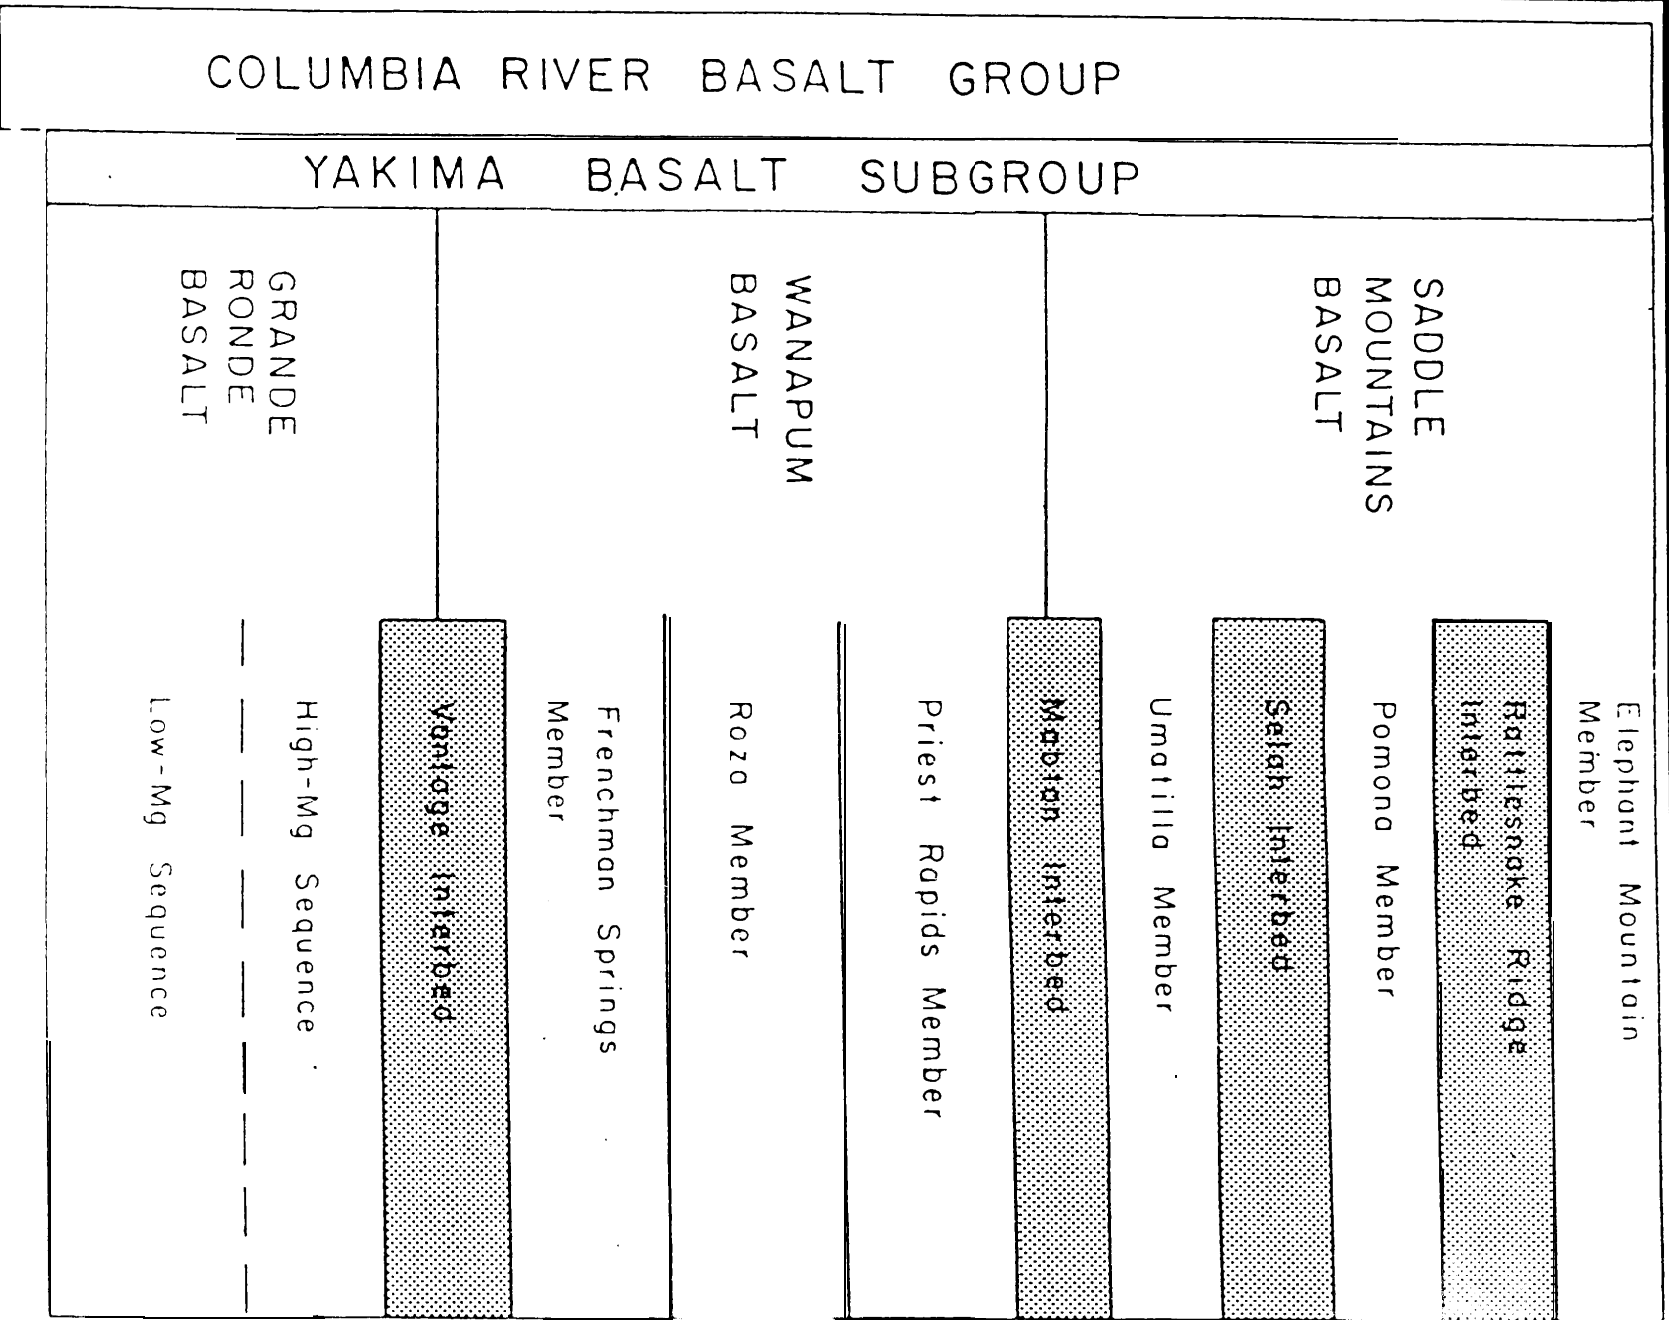 COLUMBIA RIVER BASALT GROUP
YAKIMA BASALT SUBGROUP
SADDLE
MOUNTAINS
BASALT
WANAPUM
BASALT
GRANDE
RONDE
BASALT
Elephant Mountain
Member
Rattlesnake Ridge
Interbed
Pomona Member
Selah Interbed
Umatilla Member
Mabton Interbed
Priest Rapids Member
Roza Member
Frenchman Springs
Member
Vantage Interbed
High-Mg Sequence
Low-Mg Sequence